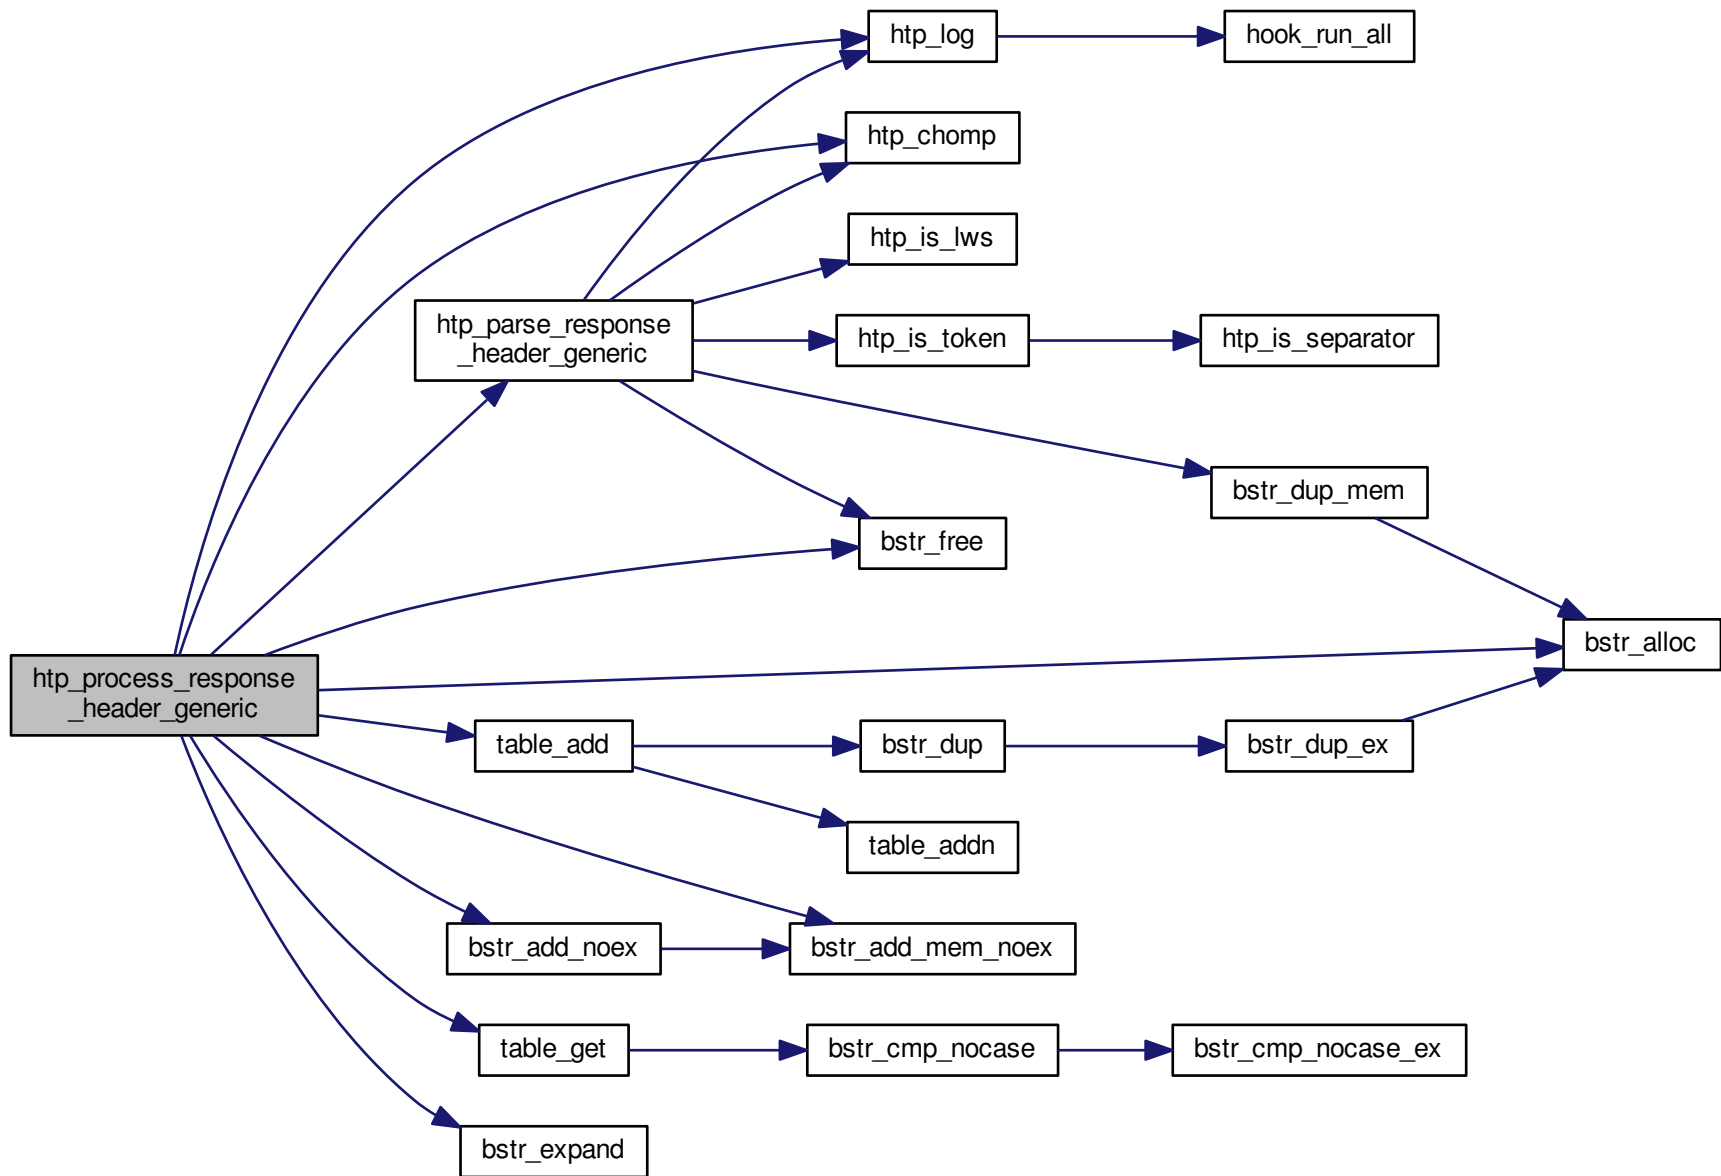 htp_log
hook_run_all
htp_chomp
htp_is_lws
htp_parse_response
_header_generic
htp_is_token
htp_is_separator
bstr_dup_mem
bstr_free
bstr_alloc
htp_process_response
_header_generic
table_add
bstr_dup
bstr_dup_ex
table_addn
bstr_add_noex
bstr_add_mem_noex
table_get
bstr_cmp_nocase
bstr_cmp_nocase_ex
bstr_expand